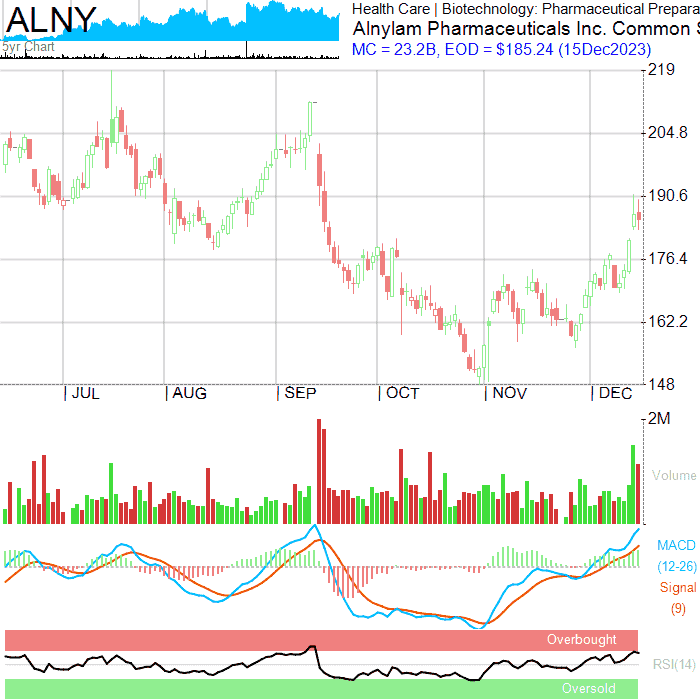 ALNY
5yr Chart
Health Care | Biotechnology: Pharmaceutical Prepara
Alnylam Pharmaceuticals Inc. Common S
MC = 23.2B, EOD = $185.24 (15Dec2023)
219
204.8
190.6
176.4
162.2
148
| JUL | AUG | SEP | OCT | NOV | DEC
2M
Volume
MACD
(12-26)
Signal
(9)
Overbought
RSI(14)
Oversold